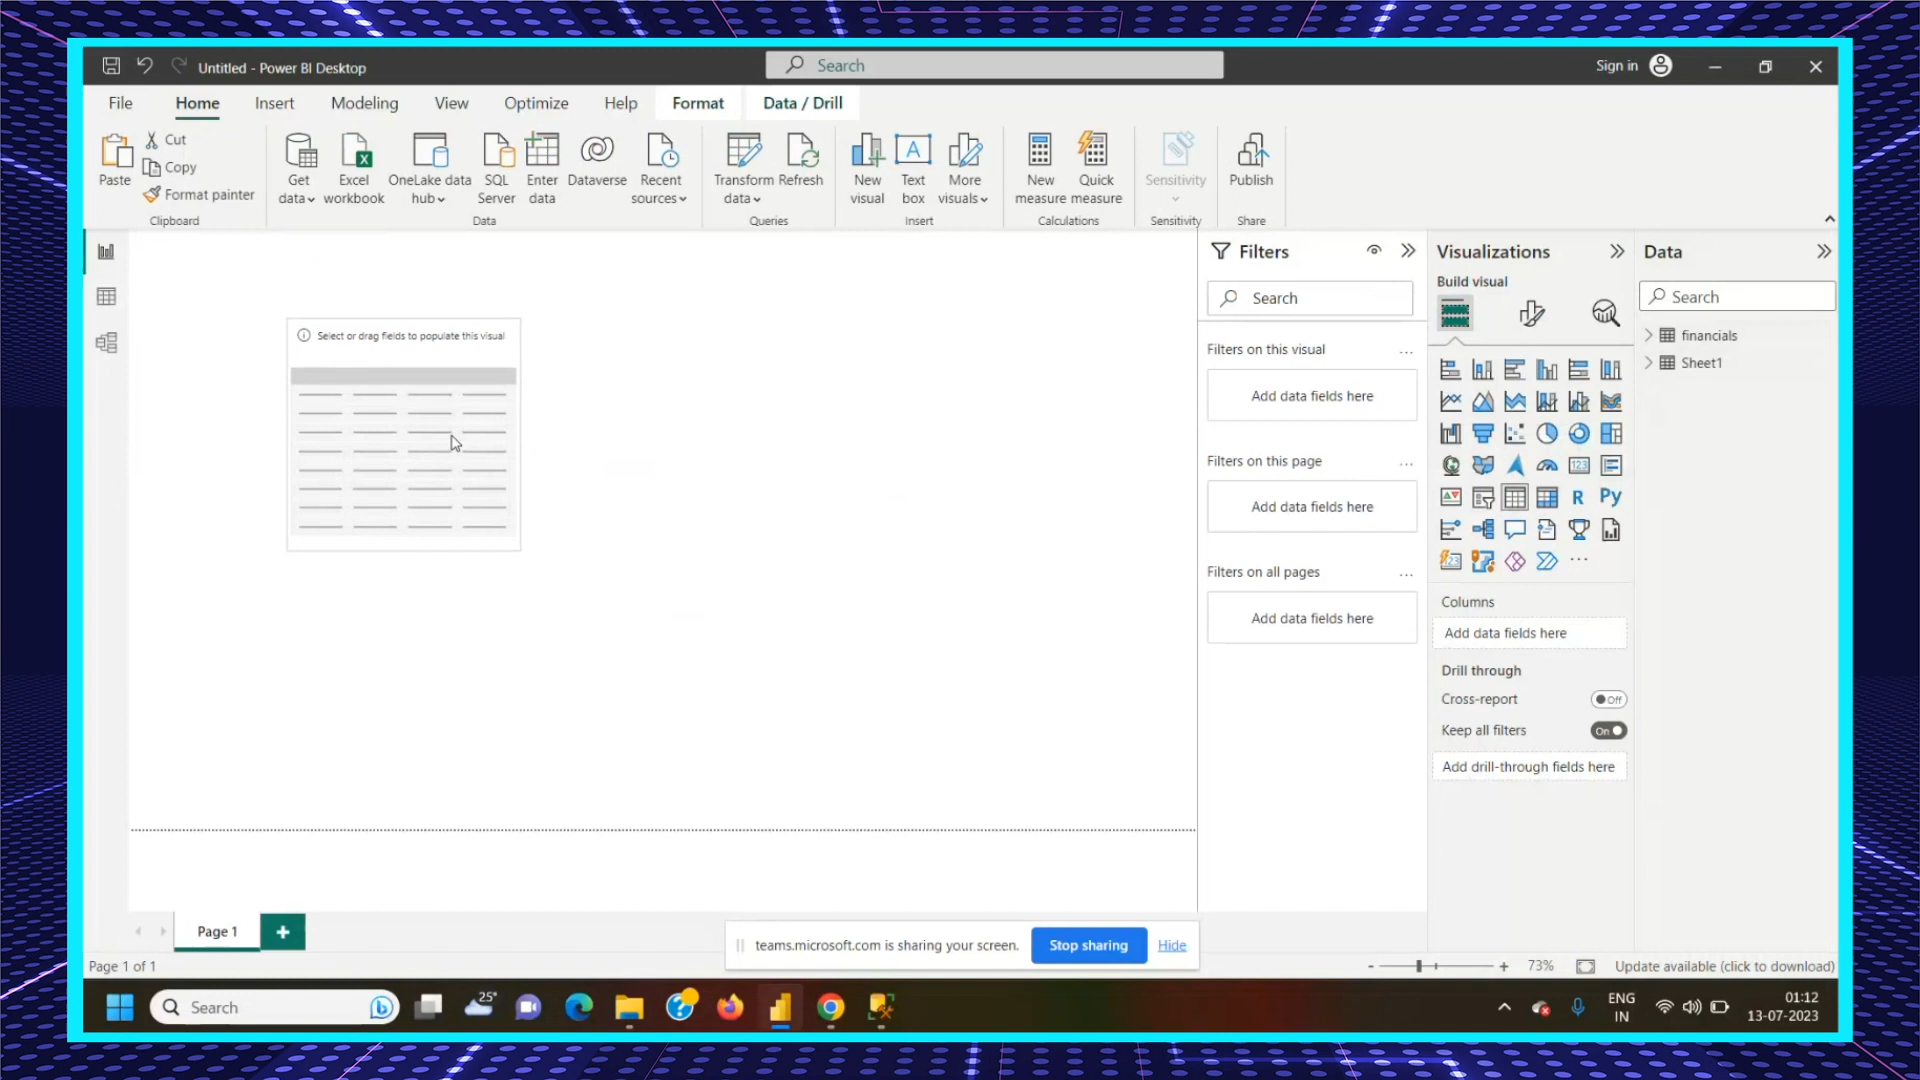 Untitled - Power BI Desktop
Search
Sign in
File
Home
Insert
Modeling
View
Optimize
Help
Format
Data / Drill
Paste
Cut
Copy
Format painter
Clipboard
Get data
Excel workbook
OneLake data hub
SQL Server
Enter data
Dataverse
Recent sources
Data
Transform data
Refresh
Queries
New visual
Text box
More visuals
Insert
New measure
Quick measure
Calculations
Sensitivity
Sensitivity
Publish
Share
Select or drag fields to populate this visual
Filters
Search
Filters on this visual
Add data fields here
Filters on this page
Add data fields here
Filters on all pages
Add data fields here
Visualizations
Build visual
R
Py
123
Columns
Add data fields here
Drill through
Cross-report
Off
Keep all filters
On
Add drill-through fields here
Data
Search
financials
Sheet1
Page 1
teams.microsoft.com is sharing your screen.
Stop sharing
Hide
Page 1 of 1
73%
Update available (click to download)
Search
25°
ENG
IN
01:12
13-07-2023